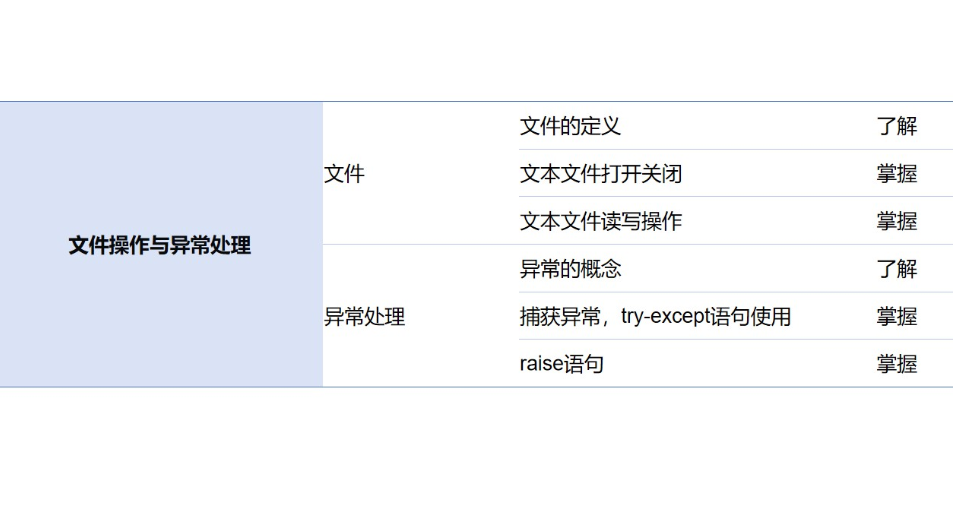 文件操作与异常处理
文件
文件的定义 了解
文本文件打开关闭 掌握
文本文件读写操作 掌握
异常处理
异常的概念 了解
捕获异常，try-except语句使用 掌握
raise语句 掌握